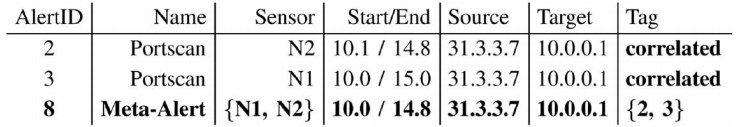 AlertID | Name | Sensor | Start/End | Source | Target | Tag
2 | Portscan | N2 | 10.1 / 14.8 | 31.3.3.7 | 10.0.0.1 | correlated
3 | Portscan | N1 | 10.0 / 15.0 | 31.3.3.7 | 10.0.0.1 | correlated
8 | Meta-Alert | {N1, N2} | 10.0 / 14.8 | 31.3.3.7 | 10.0.0.1 | {2, 3}